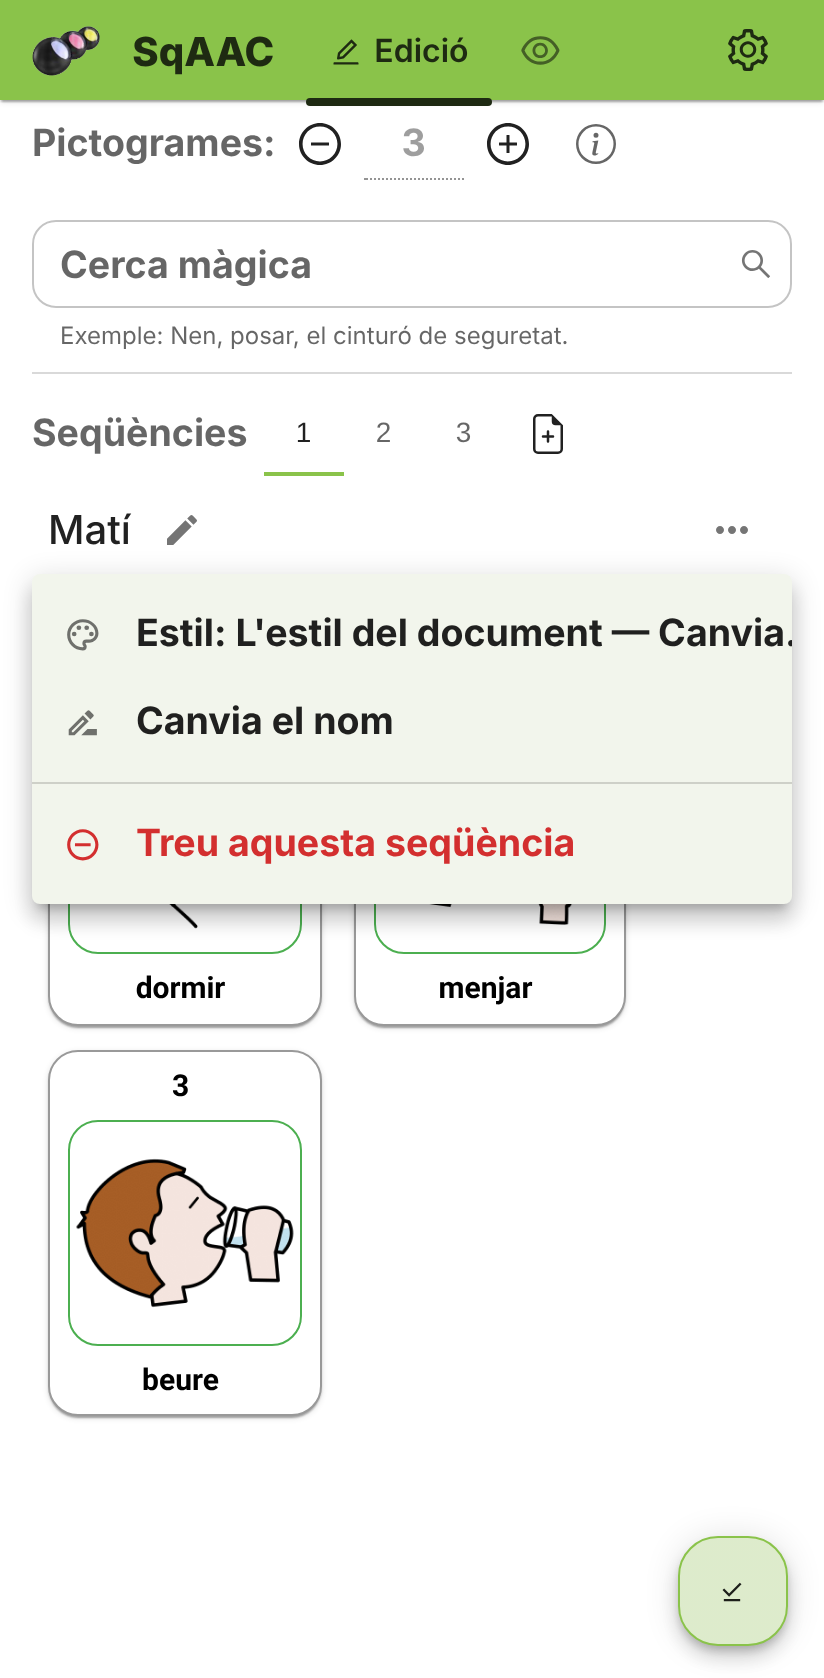 SqAAC
Edició
Pictogrames:
3
Cerca màgica
Exemple: Nen, posar, el cinturó de seguretat.
Seqüències
1
2
3
Matí
Estil: L'estil del document — Canvia.
Canvia el nom
Treu aquesta seqüència
dormir
menjar
3
beure